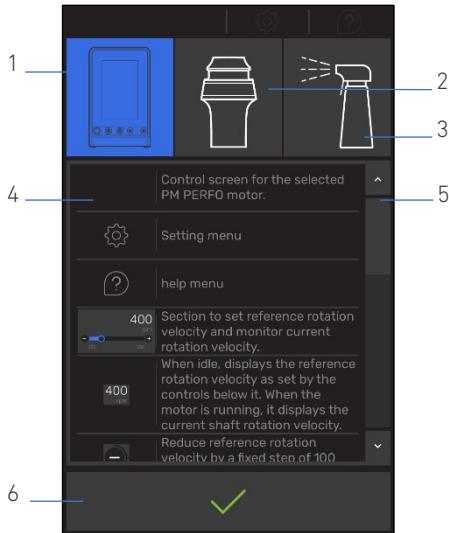 1
2
3
4
5
6
Control screen for the selected
PM PERFO motor.
Setting menu
help menu
400
Section to set reference rotation
velocity and monitor current
rotation velocity.
400
rpm
When idle, displays the reference
rotation velocity as set by the
controls below it. When the
motor is running, it displays the
current shaft rotation velocity.
Reduce reference rotation
velocity by a fixed step of 100